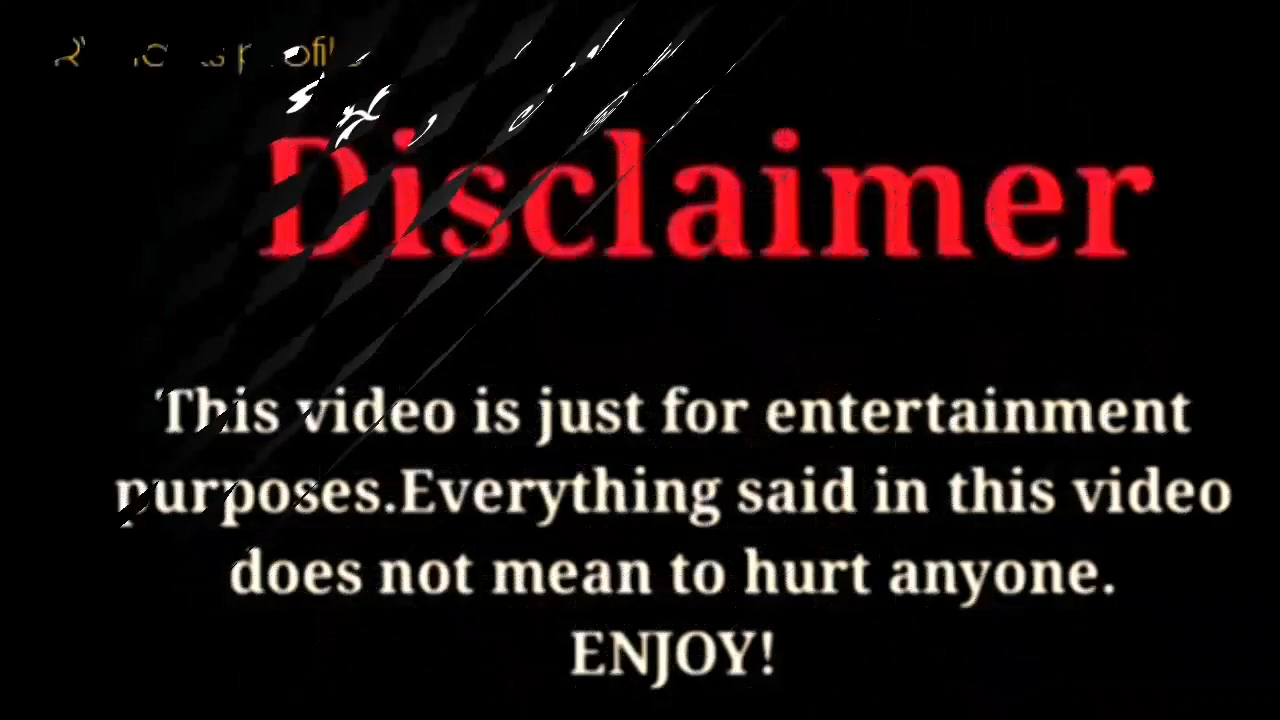 Disclaimer
This video is just for entertainment
purposes.Everything said in this video
does not mean to hurt anyone.
ENJOY!